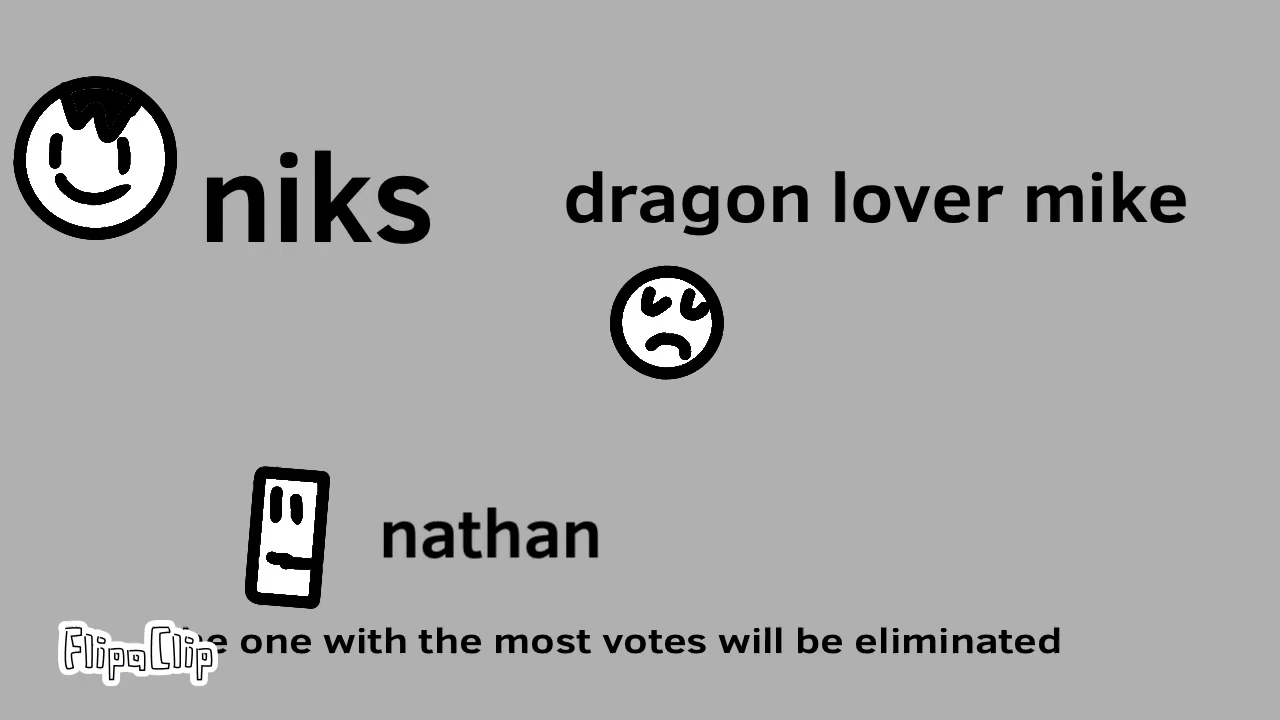 niks
dragon lover mike
nathan
one with the most votes will be eliminated
FlipaClip